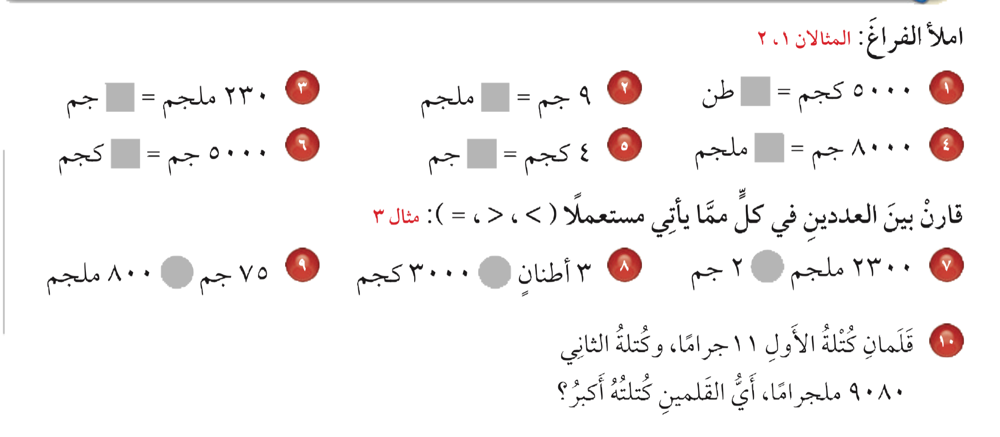 املأ الفراغَ: المثالان ١، ٢
١ ٥٠٠٠ كجم = طن ٢ ٩ جم = ملجم ٣ ٢٣٠ ملجم = جم
٤ ٨٠٠٠ جم = ملجم ٥ ٤ كجم = جم ٦ ٥٠٠٠ جم = كجم
قارنْ بينَ العددينِ في كلٍّ ممَّا يأتِي مستعملًا ( > ، < ، = ): مثال ٣
٧ ٢٣٠٠ ملجم ٢ جم ٨ ٣ أطنانٍ ٣٠٠٠ كجم ٩ ٧٥ جم ٨٠٠ ملجم
١٠ قَلَمانِ كُتْلةُ الأَولِ ١١ جرامًا، وكُتلةُ الثانِي
٩٠٨٠ ملجرامًا، أَيُّ القَلمينِ كُتلتُهُ أَكبرُ؟